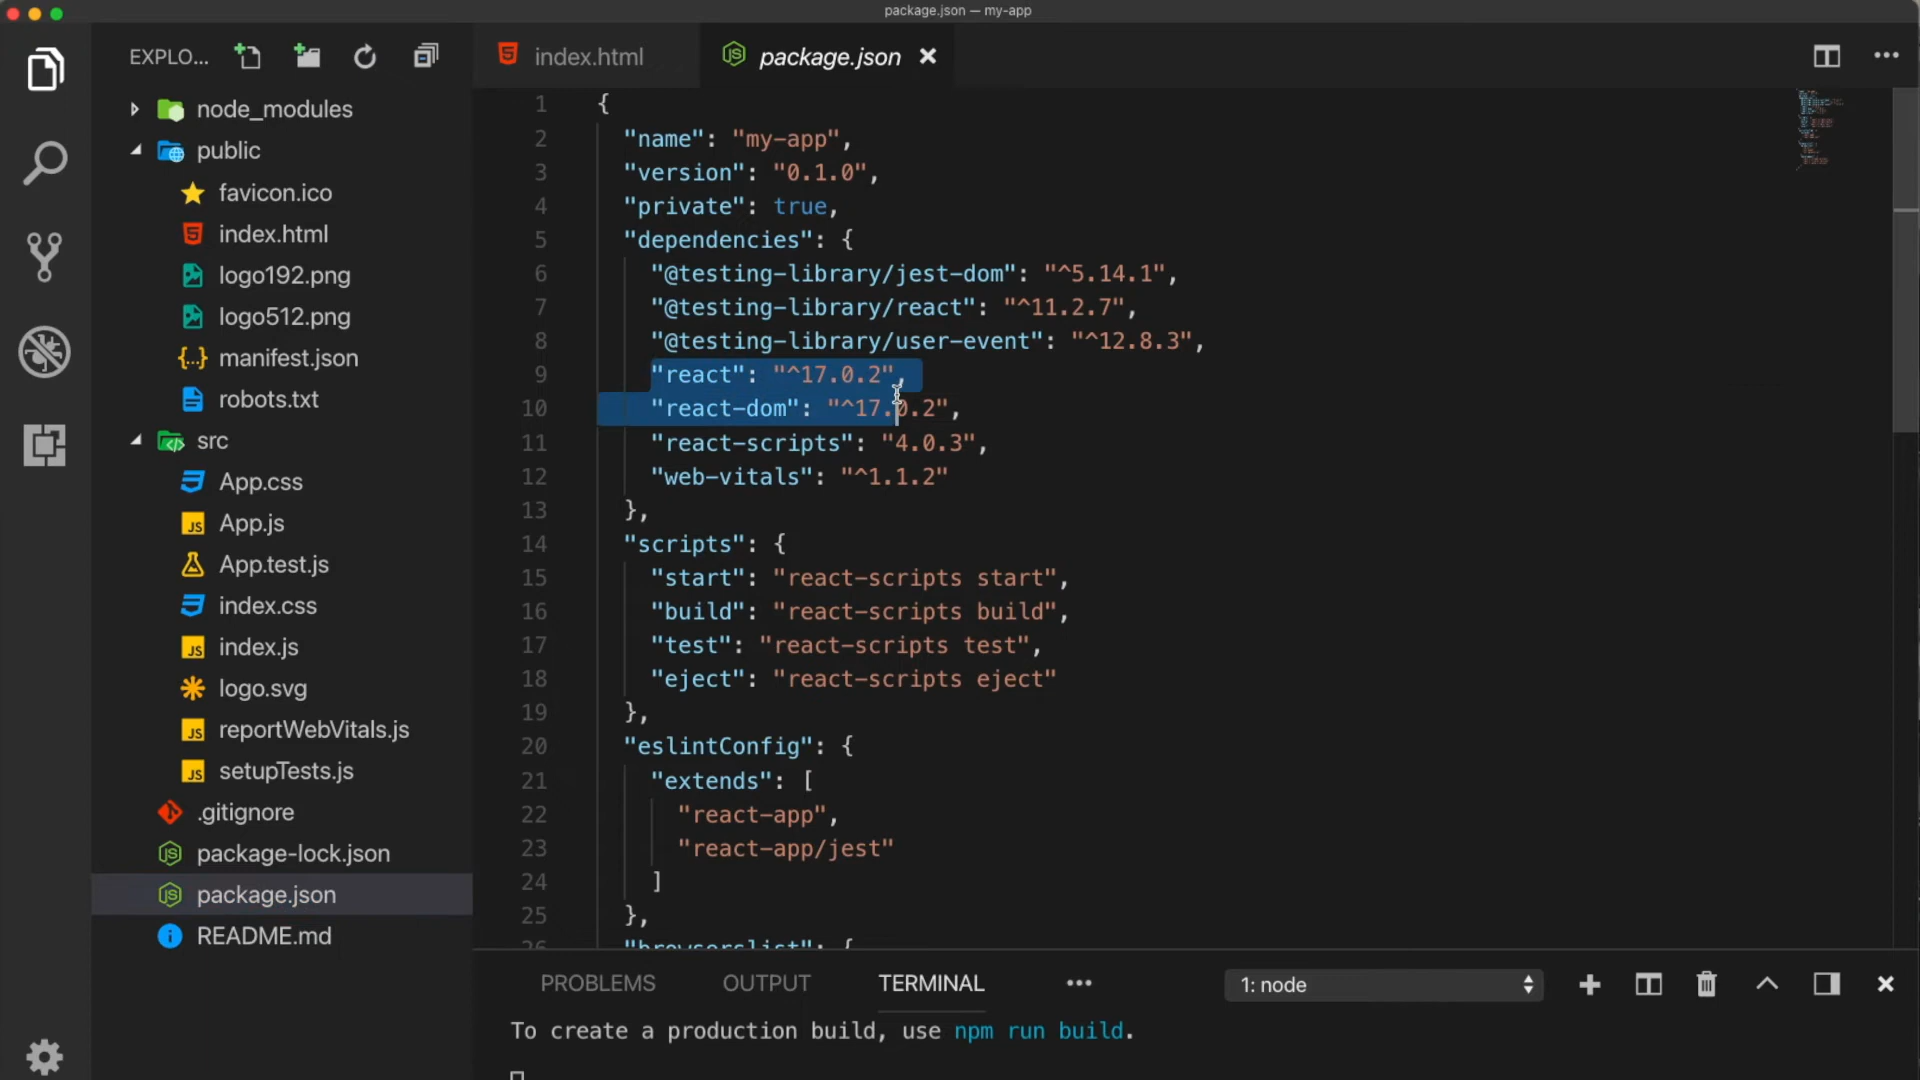 package.json — my-app
EXPLO...
index.html
package.json
node_modules
public
favicon.ico
index.html
logo192.png
logo512.png
manifest.json
robots.txt
src
App.css
App.js
App.test.js
index.css
index.js
logo.svg
reportWebVitals.js
setupTests.js
.gitignore
package-lock.json
package.json
README.md
1 {
2 "name": "my-app",
3 "version": "0.1.0",
4 "private": true,
5 "dependencies": {
6 "@testing-library/jest-dom": "^5.14.1",
7 "@testing-library/react": "^11.2.7",
8 "@testing-library/user-event": "^12.8.3",
9 "react": "^17.0.2",
10 "react-dom": "^17.0.2",
11 "react-scripts": "4.0.3",
12 "web-vitals": "^1.1.2"
13 },
14 "scripts": {
15 "start": "react-scripts start",
16 "build": "react-scripts build",
17 "test": "react-scripts test",
18 "eject": "react-scripts eject"
19 },
20 "eslintConfig": {
21 "extends": [
22 "react-app",
23 "react-app/jest"
24 ]
25 },
26 "browserslist": {
PROBLEMS OUTPUT TERMINAL ••• 1: node
To create a production build, use npm run build.